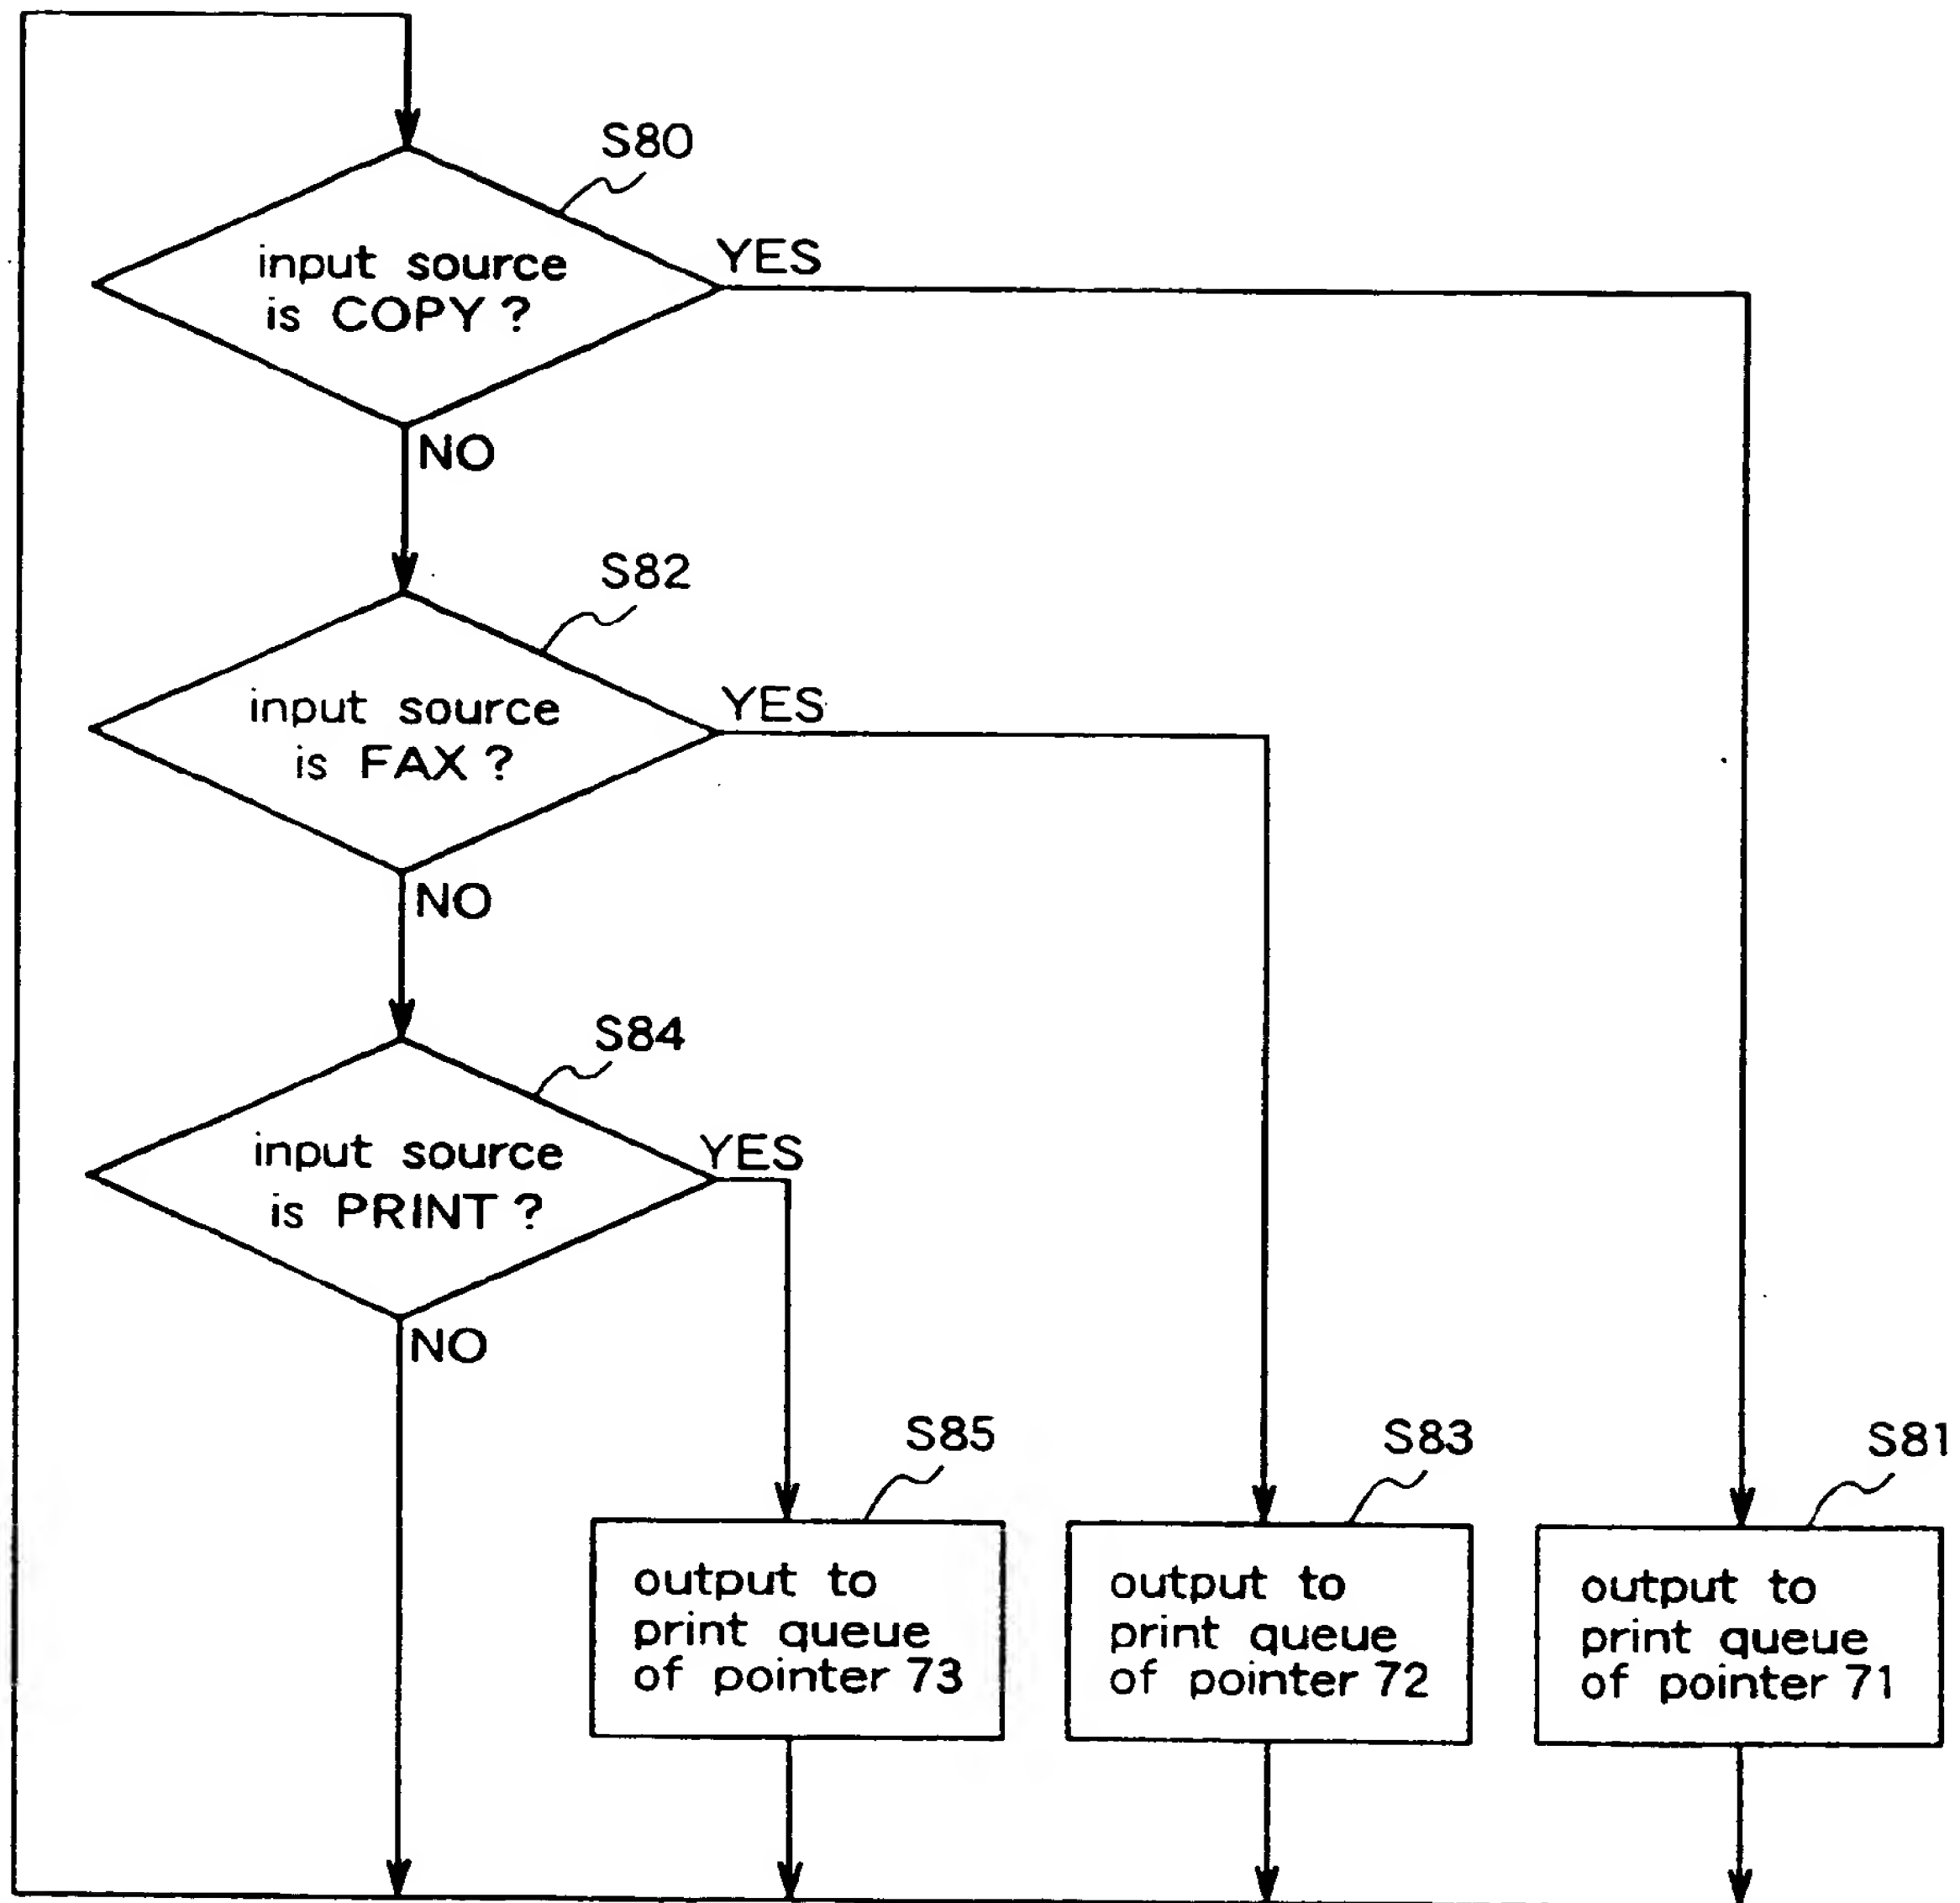 S80
input source
is COPY ?
YES
NO
S82
input source
is FAX ?
YES
NO
S84
input source
is PRINT ?
YES
NO
S85
output to
print queue
of pointer 73
S83
output to
print queue
of pointer 72
S81
output to
print queue
of pointer 71